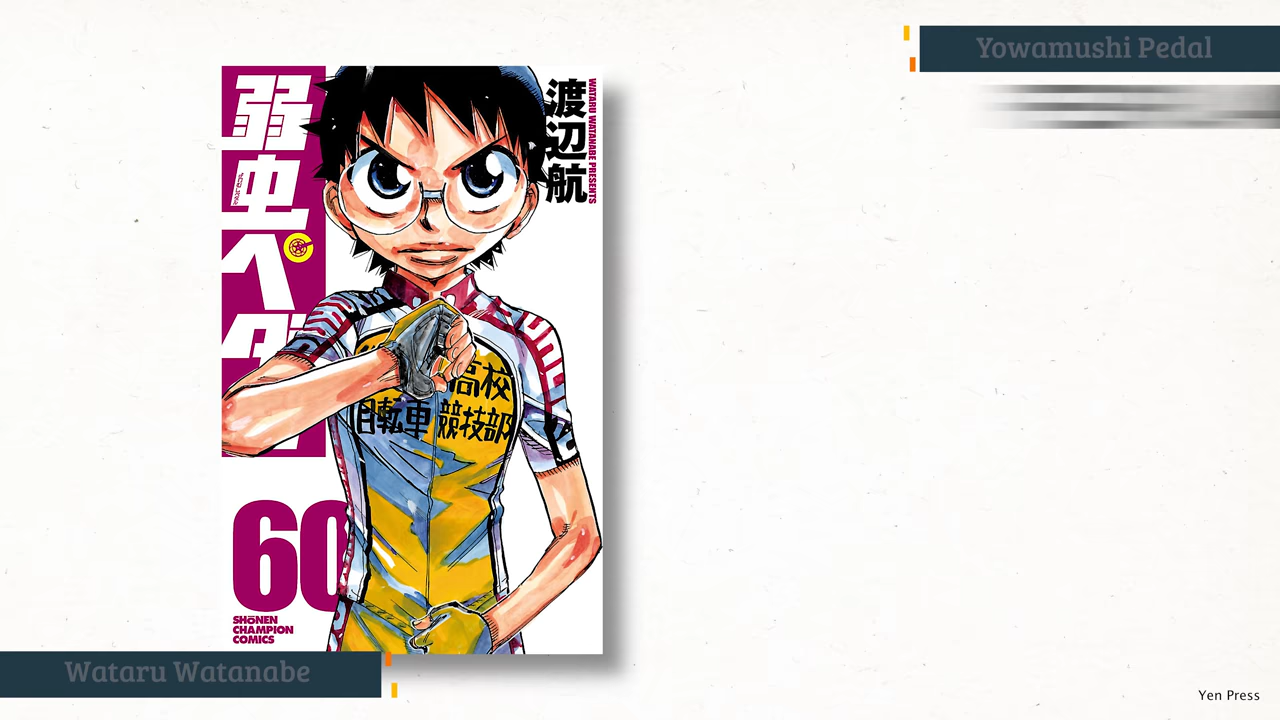 Yowamushi Pedal
弱虫ペダ
渡辺航
WATARU WATANABE PRESENTS
高校
自転車競技部
60
SHŌNEN
CHAMPION
COMICS
Wataru Watanabe
Yen Press